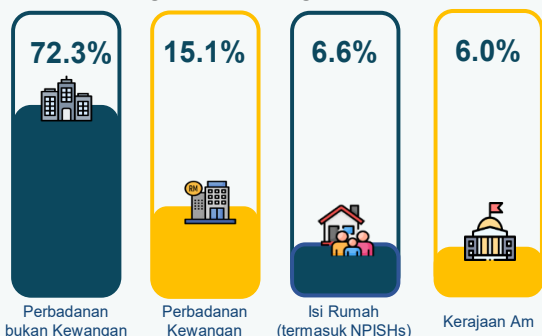 72.3%
15.1%
6.6%
6.0%
RM
Perbadanan
bukan Kewangan
Perbadanan
Kewangan
Isi Rumah
(termasuk NPISHs)
Kerajaan Am